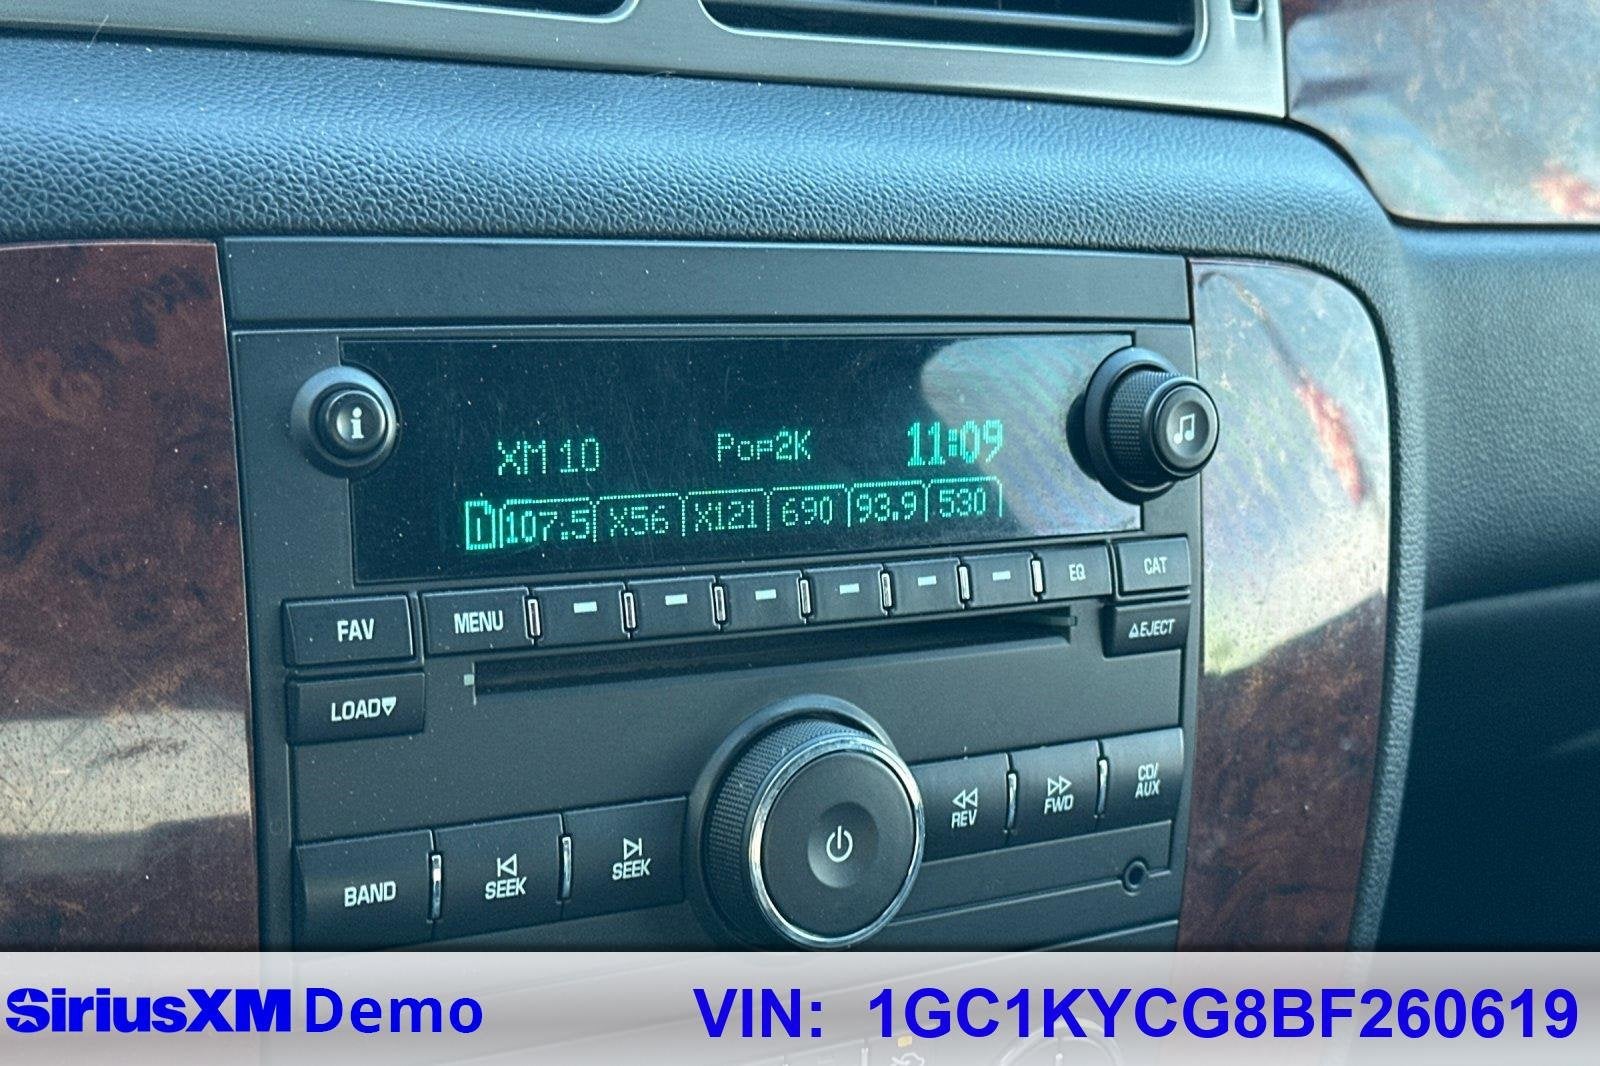 XM 10 Pop2K 11:09
1 107.5 X56 X121 690 93.9 530
FAV MENU EQ CAT
EJECT
LOAD
REV FWD CD/AUX
BAND SEEK SEEK
SiriusXM Demo VIN: 1GC1KYCG8BF260619